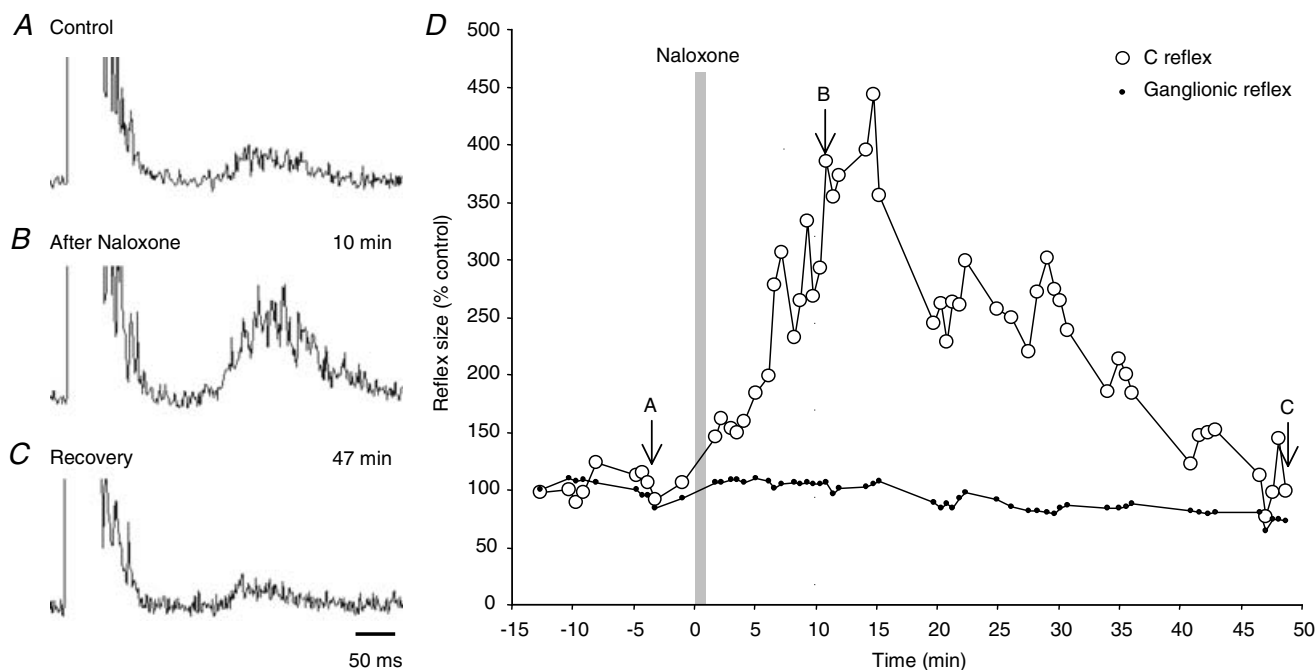 A Control
B After Naloxone 10 min
C Recovery 47 min
50 ms
D
Naloxone
C reflex
Ganglionic reflex
A
B
C
Reflex size (% control)
500
450
400
350
300
250
200
150
100
50
0
-15 -10 -5 0 5 10 15 20 25 30 35 40 45 50
Time (min)